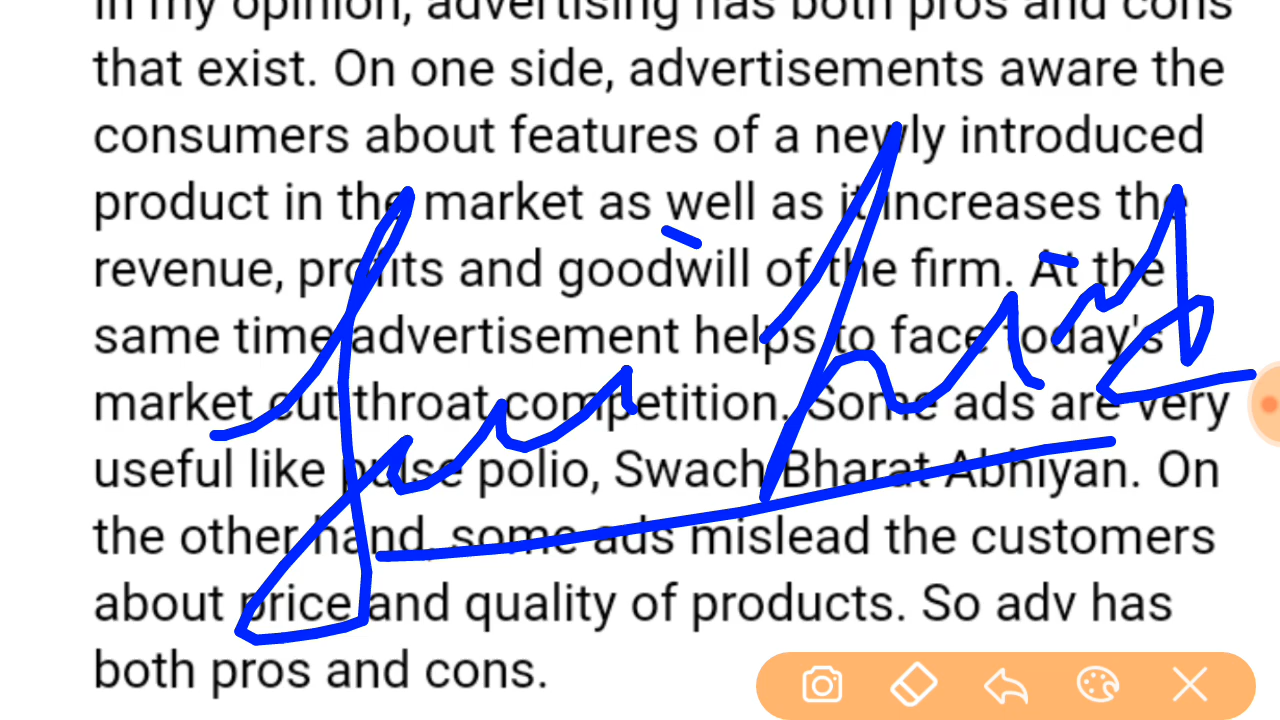 In my opinion, advertising has both pros and cons
that exist. On one side, advertisements aware the
consumers about features of a newly introduced
product in the market as well as it increases the
revenue, profits and goodwill of the firm. At the
same time advertisement helps to face today's
market cut throat competition. Some ads are very
useful like pulse polio, Swach Bharat Abhiyan. On
the other hand, some ads mislead the customers
about price and quality of products. So adv has
both pros and cons.
Jai hind